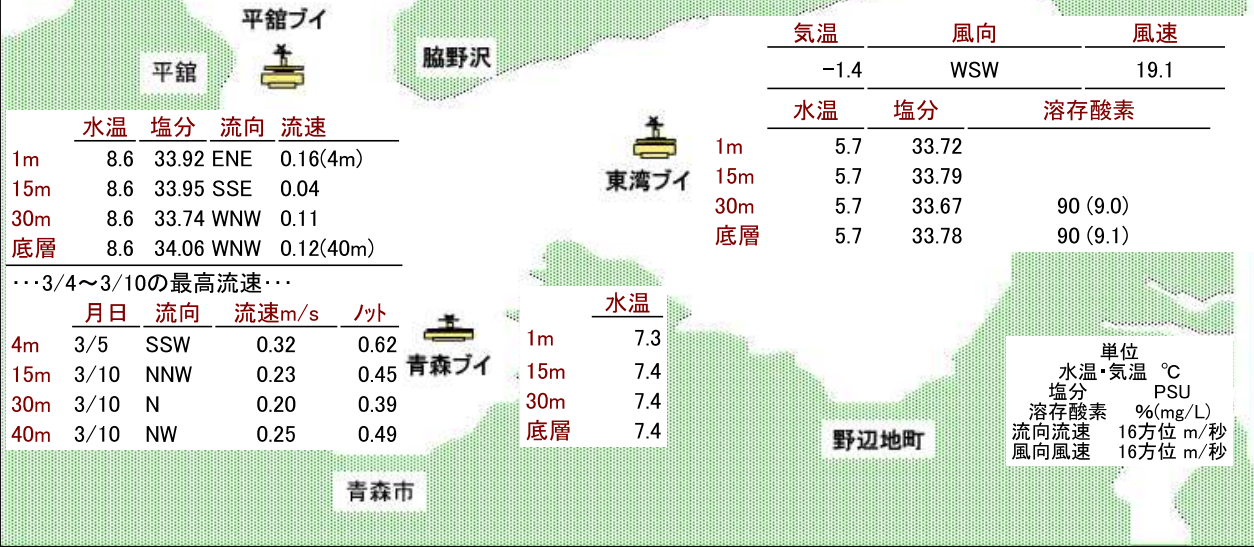 平舘ブイ
平舘
脇野沢
気温 風向 風速
-1.4 WSW 19.1
水温 塩分 溶存酸素
1m 5.7 33.72
15m 5.7 33.79
30m 5.7 33.67 90 (9.0)
底層 5.7 33.78 90 (9.1)
東湾ブイ
水温 塩分 流向 流速
1m 8.6 33.92 ENE 0.16(4m)
15m 8.6 33.95 SSE 0.04
30m 8.6 33.74 WNW 0.11
底層 8.6 34.06 WNW 0.12(40m)
…3/4～3/10の最高流速…
月日 流向 流速m/s ﾉｯﾄ
4m 3/5 SSW 0.32 0.62
15m 3/10 NNW 0.23 0.45
30m 3/10 N 0.20 0.39
40m 3/10 NW 0.25 0.49
青森ブイ
水温
1m 7.3
15m 7.4
30m 7.4
底層 7.4
青森市
野辺地町
単位
水温・気温 ℃
塩分 PSU
溶存酸素 %(mg/L)
流向流速 16方位 m/秒
風向風速 16方位 m/秒